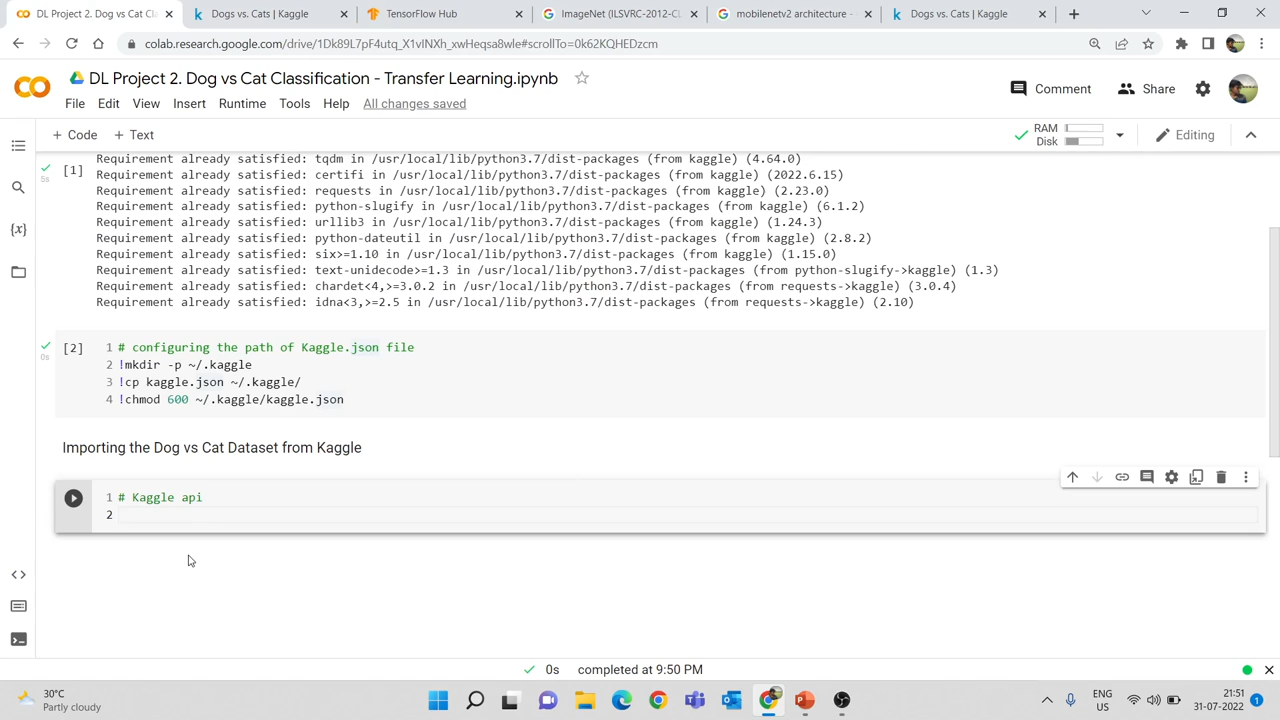 DL Project 2. Dog vs Cat Cl
Dogs vs. Cats | Kaggle
TensorFlow Hub
ImageNet (ILSVRC-2012-CL
mobilenetv2 architecture -
Dogs vs. Cats | Kaggle
colab.research.google.com/drive/1Dk89L7pF4utq_X1vINXh_xwHeqsa8wle#scrollTo=0k62KQHEDzcm
DL Project 2. Dog vs Cat Classification - Transfer Learning.ipynb
Comment
Share
File Edit View Insert Runtime Tools Help All changes saved
+ Code + Text
RAM
Disk
Editing
[1]
5s
Requirement already satisfied: tqdm in /usr/local/lib/python3.7/dist-packages (from kaggle) (4.64.0)
Requirement already satisfied: certifi in /usr/local/lib/python3.7/dist-packages (from kaggle) (2022.6.15)
Requirement already satisfied: requests in /usr/local/lib/python3.7/dist-packages (from kaggle) (2.23.0)
Requirement already satisfied: python-slugify in /usr/local/lib/python3.7/dist-packages (from kaggle) (6.1.2)
Requirement already satisfied: urllib3 in /usr/local/lib/python3.7/dist-packages (from kaggle) (1.24.3)
Requirement already satisfied: python-dateutil in /usr/local/lib/python3.7/dist-packages (from kaggle) (2.8.2)
Requirement already satisfied: six>=1.10 in /usr/local/lib/python3.7/dist-packages (from kaggle) (1.15.0)
Requirement already satisfied: text-unidecode>=1.3 in /usr/local/lib/python3.7/dist-packages (from python-slugify->kaggle) (1.3)
Requirement already satisfied: chardet<4,>=3.0.2 in /usr/local/lib/python3.7/dist-packages (from requests->kaggle) (3.0.4)
Requirement already satisfied: idna<3,>=2.5 in /usr/local/lib/python3.7/dist-packages (from requests->kaggle) (2.10)
[2]
0s
1 # configuring the path of Kaggle.json file
2 !mkdir -p ~/.kaggle
3 !cp kaggle.json ~/.kaggle/
4 !chmod 600 ~/.kaggle/kaggle.json
Importing the Dog vs Cat Dataset from Kaggle
1 # Kaggle api
2
{x}
0s completed at 9:50 PM
30°C
Partly cloudy
ENG
US
21:51
31-07-2022
1